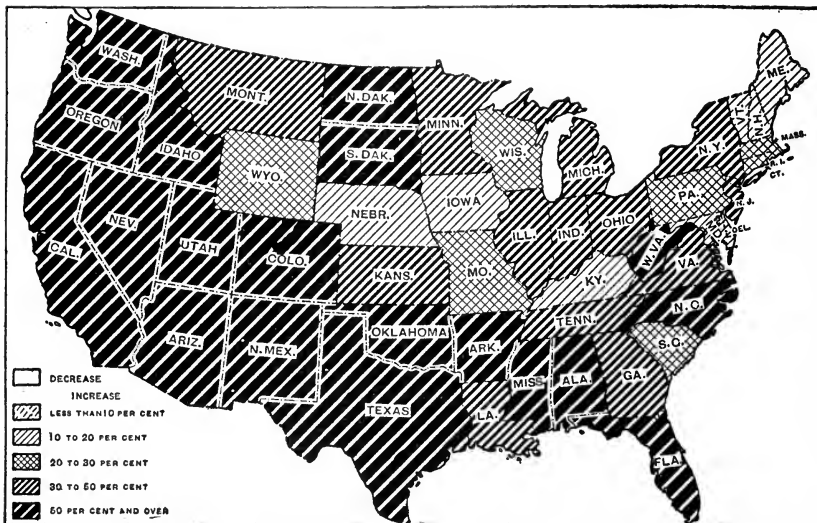 WASH.
MONT.
N. DAK.
MINN.
ME.
OREGON
IDAHO
S. DAK.
WIS.
MICH.
N.Y.
VT.
N.H.
MASS.
R.I.
CT.
WYO.
NEBR.
IOWA
PA.
N.J.
NEV.
UTAH
COLO.
ILL.
IND.
OHIO
W.VA.
MD.
DEL.
CAL.
KANS.
MO.
KY.
VA.
ARIZ.
N. MEX.
OKLAHOMA
ARK.
TENN.
N.C.
S.C.
TEXAS
LA.
MISS.
ALA.
GA.
FLA.
DECREASE
INCREASE
LESS THAN 10 PER CENT
10 TO 20 PER CENT
20 TO 30 PER CENT
30 TO 50 PER CENT
50 PER CENT AND OVER